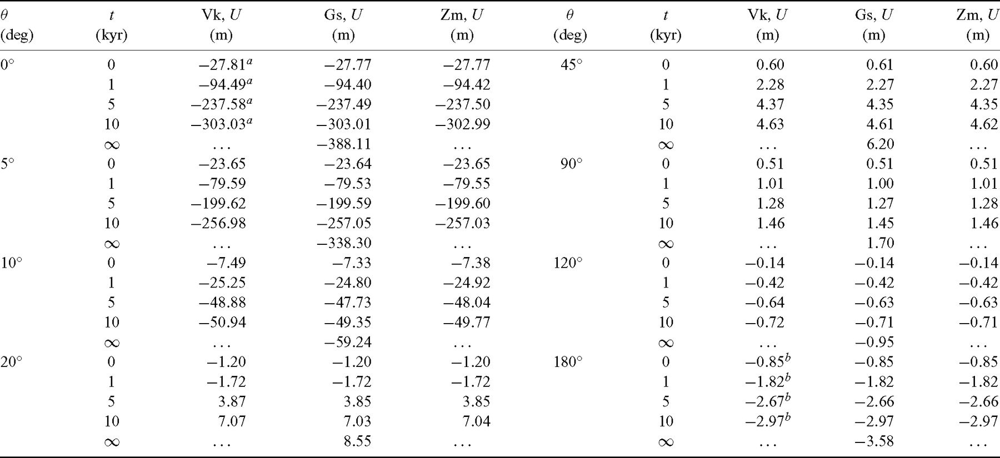 θ t Vk, U Gs, U Zm, U θ t Vk, U Gs, U Zm, U
(deg) (kyr) (m) (m) (m) (deg) (kyr) (m) (m) (m)
0° 0 −27.81ᵃ −27.77 −27.77 45° 0 0.60 0.61 0.60
1 −94.49ᵃ −94.40 −94.42 1 2.28 2.27 2.27
5 −237.58ᵃ −237.49 −237.50 5 4.37 4.35 4.35
10 −303.03ᵃ −303.01 −302.99 10 4.63 4.61 4.62
∞ ... −388.11 ... ∞ ... 6.20 ...
5° 0 −23.65 −23.64 −23.65 90° 0 0.51 0.51 0.51
1 −79.59 −79.53 −79.55 1 1.01 1.00 1.01
5 −199.62 −199.59 −199.60 5 1.28 1.27 1.28
10 −256.98 −257.05 −257.03 10 1.46 1.45 1.46
∞ ... −338.30 ... ∞ ... 1.70 ...
10° 0 −7.49 −7.33 −7.38 120° 0 −0.14 −0.14 −0.14
1 −25.25 −24.80 −24.92 1 −0.42 −0.42 −0.42
5 −48.88 −47.73 −48.04 5 −0.64 −0.63 −0.63
10 −50.94 −49.35 −49.77 10 −0.72 −0.71 −0.71
∞ ... −59.24 ... ∞ ... −0.95 ...
20° 0 −1.20 −1.20 −1.20 180° 0 −0.85ᵇ −0.85 −0.85
1 −1.72 −1.72 −1.72 1 −1.82ᵇ −1.82 −1.82
5 3.87 3.85 3.85 5 −2.67ᵇ −2.66 −2.66
10 7.07 7.03 7.04 10 −2.97ᵇ −2.97 −2.97
∞ ... 8.55 ... ∞ ... −3.58 ...